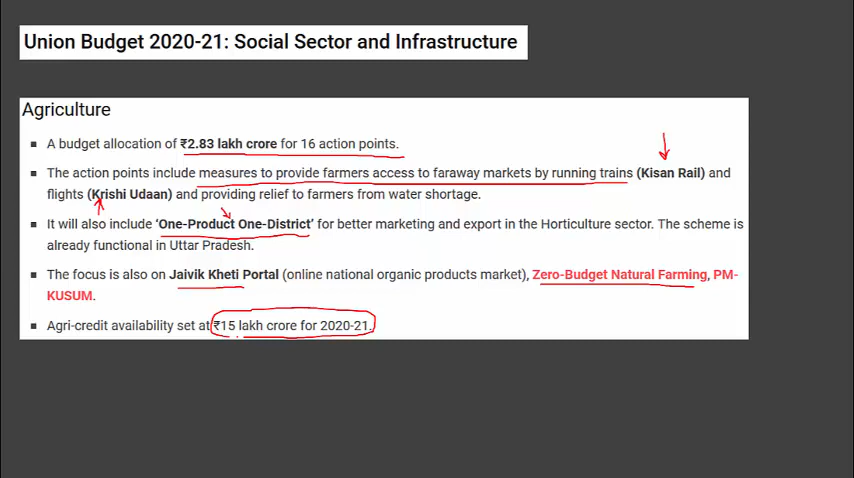 Union Budget 2020-21: Social Sector and Infrastructure
Agriculture
▪ A budget allocation of ₹2.83 lakh crore for 16 action points.
▪ The action points include measures to provide farmers access to faraway markets by running trains (Kisan Rail) and
flights (Krishi Udaan) and providing relief to farmers from water shortage.
▪ It will also include ‘One-Product One-District’ for better marketing and export in the Horticulture sector. The scheme is
already functional in Uttar Pradesh.
▪ The focus is also on Jaivik Kheti Portal (online national organic products market), Zero-Budget Natural Farming, PM-
KUSUM.
▪ Agri-credit availability set at ₹15 lakh crore for 2020-21.